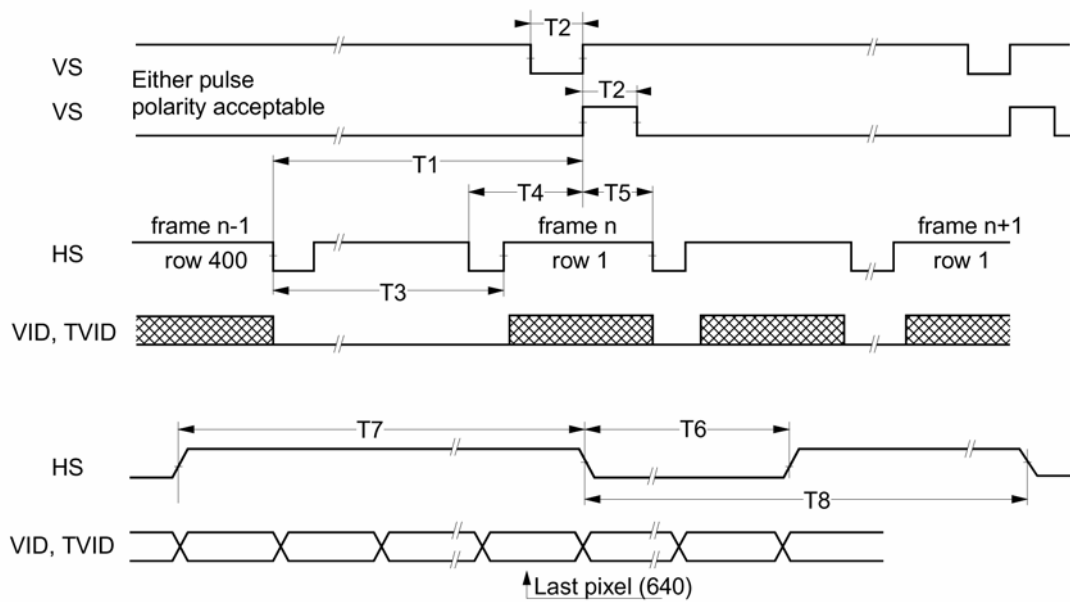 T2
VS
Either pulse
polarity acceptable
T2
VS
T1
T4
T5
frame n-1
frame n
frame n+1
HS
row 400
row 1
row 1
T3
VID, TVID
T7
T6
HS
T8
VID, TVID
Last pixel (640)